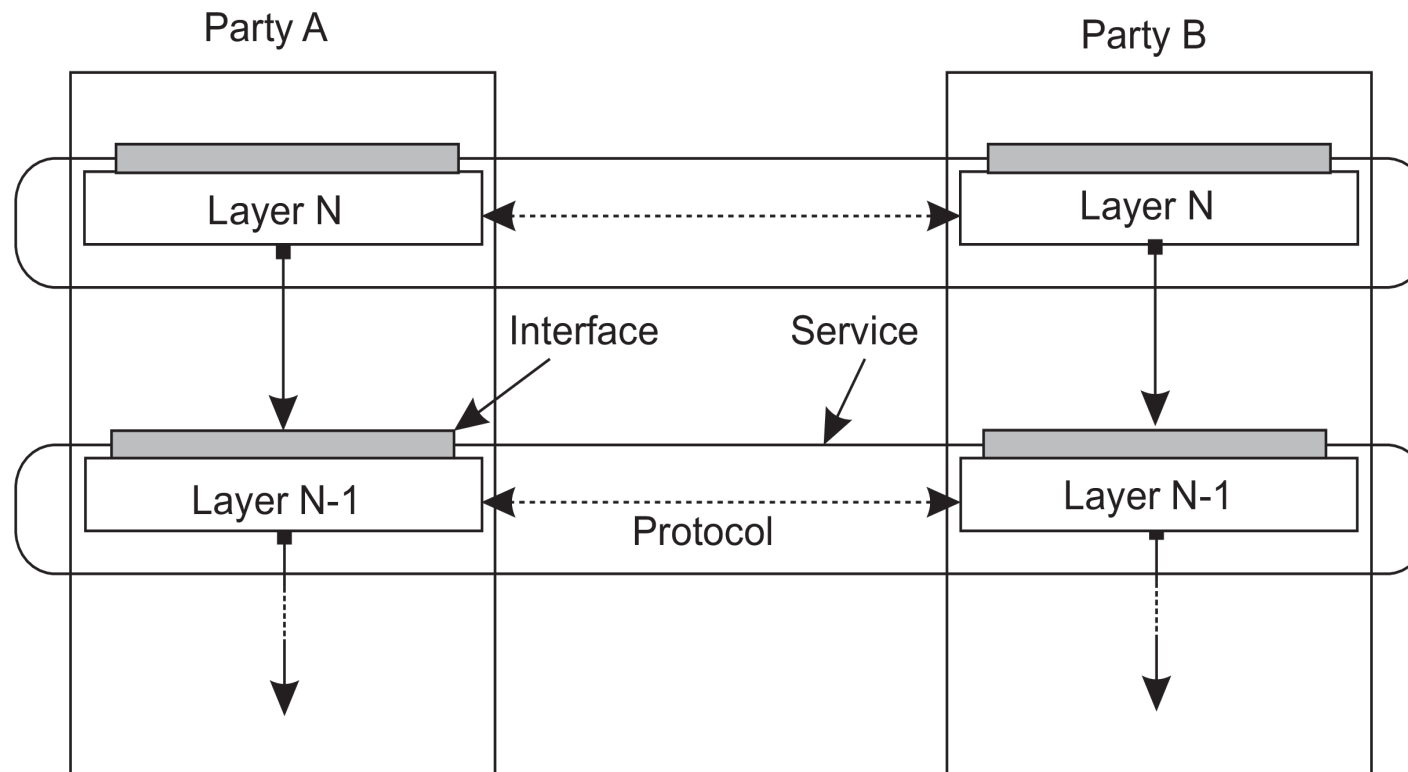 Party A
Party B
Layer N
Layer N
Interface
Service
Layer N-1
Layer N-1
Protocol